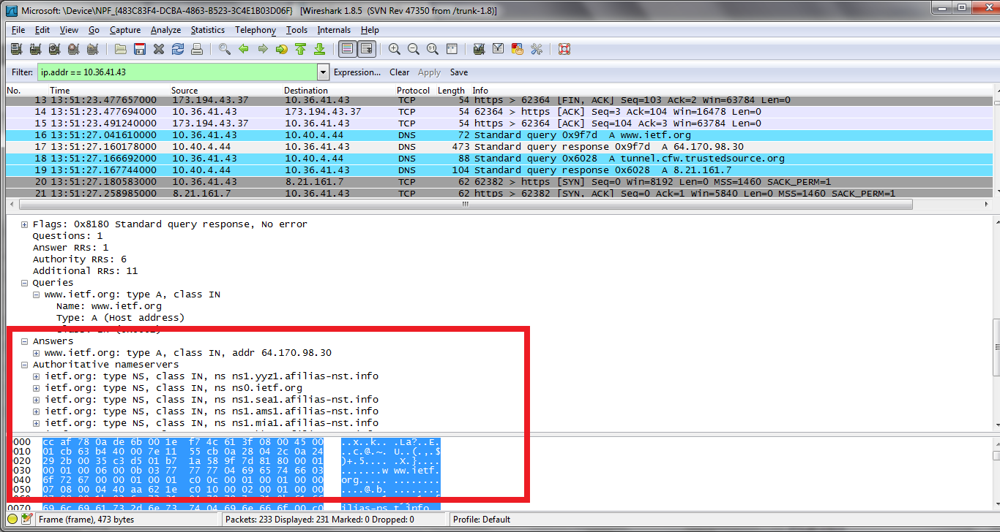 Microsoft: \Device\NPF_{483C83F4-DCBA-4863-B523-3C4E1B03D06F} [Wireshark 1.8.5 (SVN Rev 47350 from /trunk-1.8)]
File Edit View Go Capture Analyze Statistics Telephony Tools Internals Help
Filter: ip.addr == 10.36.41.43 Expression... Clear Apply Save
No. Time Source Destination Protocol Length Info
13 13:51:23.477657000 173.194.43.37 10.36.41.43 TCP 54 https > 62364 [FIN, ACK] Seq=103 Ack=2 Win=63784 Len=0
14 13:51:23.477694000 10.36.41.43 173.194.43.37 TCP 54 62364 > https [ACK] Seq=3 Ack=104 Win=16478 Len=0
15 13:51:23.491240000 173.194.43.37 10.36.41.43 TCP 54 https > 62364 [ACK] Seq=104 Ack=3 Win=63784 Len=0
16 13:51:27.041610000 10.36.41.43 10.40.4.44 DNS 72 Standard query 0x9f7d A www.ietf.org
17 13:51:27.160178000 10.40.4.44 10.36.41.43 DNS 473 Standard query response 0x9f7d A 64.170.98.30
18 13:51:27.166692000 10.36.41.43 10.40.4.44 DNS 88 Standard query 0x6028 A tunnel.cfw.trustedsource.org
19 13:51:27.167744000 10.40.4.44 10.36.41.43 DNS 104 Standard query response 0x6028 A 8.21.161.7
20 13:51:27.180583000 10.36.41.43 8.21.161.7 TCP 62 62382 > https [SYN] Seq=0 Win=8192 Len=0 MSS=1460 SACK_PERM=1
21 13:51:27.258985000 8.21.161.7 10.36.41.43 TCP 62 https > 62382 [SYN, ACK] Seq=0 Ack=1 Win=5840 Len=0 MSS=1460 SACK_PERM=1
Flags: 0x8180 Standard query response, No error
Questions: 1
Answer RRs: 1
Authority RRs: 6
Additional RRs: 11
Queries
www.ietf.org: type A, class IN
Name: www.ietf.org
Type: A (Host address)
Answers
www.ietf.org: type A, class IN, addr 64.170.98.30
Authoritative nameservers
ietf.org: type NS, class IN, ns ns1.yyz1.afilias-nst.info
ietf.org: type NS, class IN, ns ns0.ietf.org
ietf.org: type NS, class IN, ns ns1.sea1.afilias-nst.info
ietf.org: type NS, class IN, ns ns1.ams1.afilias-nst.info
ietf.org: type NS, class IN, ns ns1.mia1.afilias-nst.info
0000 cc af 78 0a de 6b 00 1e f7 4c 61 3f 08 00 45 00 ..x..k.. .La?..E.
0010 01 cb 63 b4 40 00 7e 11 55 cb 0a 28 04 2c 0a 24 ..c.@.~. U..(.,.$
0020 29 2b 00 35 c3 d5 01 b7 1a 58 9f 7d 81 80 00 01 )+.5.... .X.}....
0030 00 01 00 06 00 0b 03 77 77 77 04 69 65 74 66 03 .......w ww.ietf.
0040 6f 72 67 00 00 01 00 01 c0 0c 00 01 00 01 00 00 org..... ........
0050 07 08 00 04 40 aa 62 1e c0 10 00 02 00 01 00 00 ....@.b. ........
0070 69 6c 69 61 73 2d 6e 73 74 04 69 6e 66 6f 00 c0 ilias-ns t.info..
Frame (frame), 473 bytes Packets: 233 Displayed: 231 Marked: 0 Dropped: 0 Profile: Default